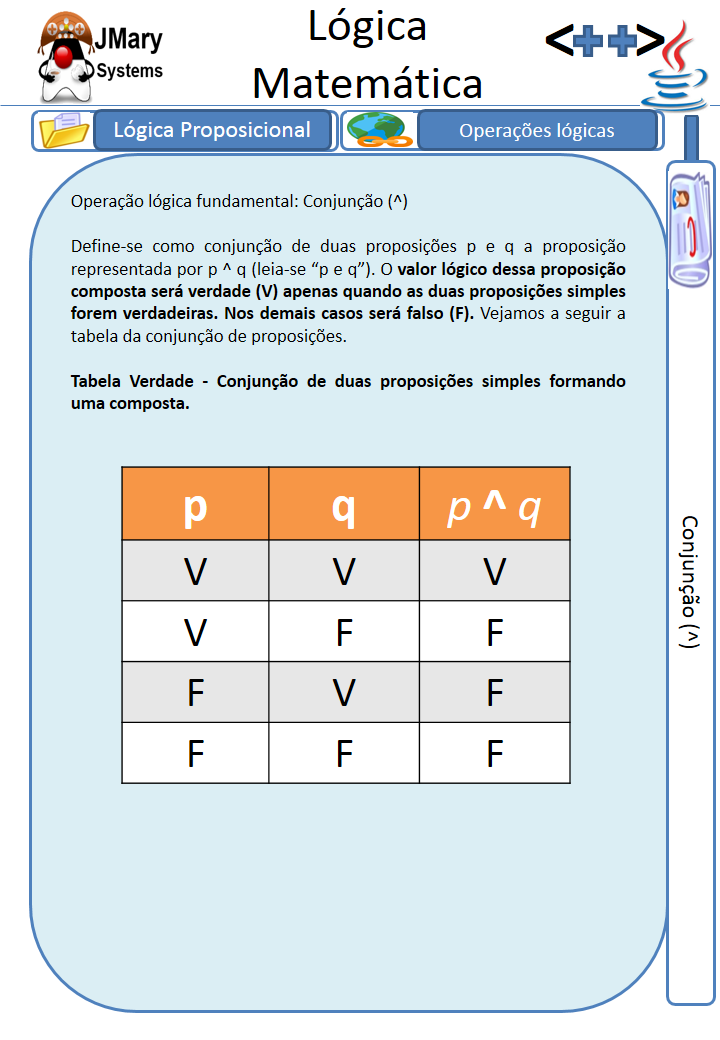 JMary
Systems
Lógica
Matemática
<++>
Lógica Proposicional
Operações lógicas
Operação lógica fundamental: Conjunção (^)
Define-se como conjunção de duas proposições p e q a proposição
representada por p ^ q (leia-se “p e q”). O valor lógico dessa proposição
composta será verdade (V) apenas quando as duas proposições simples
forem verdadeiras. Nos demais casos será falso (F). Vejamos a seguir a
tabela da conjunção de proposições.
Tabela Verdade - Conjunção de duas proposições simples formando
uma composta.
p q p ^ q
V V V
V F F
F V F
F F F
Conjunção (^)